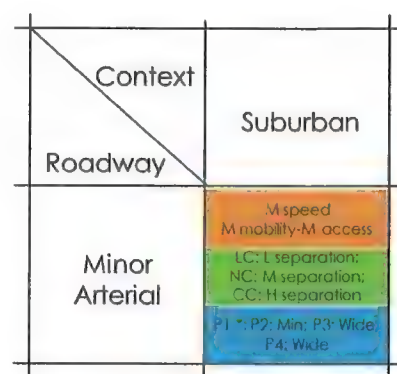 Context
Suburban
Roadway
M speed
M mobility-M access
Minor
Arterial
LC: L separation;
NC: M separation;
CC: H separation
P1 *; P2: Min; P3: Wide;
P4: Wide